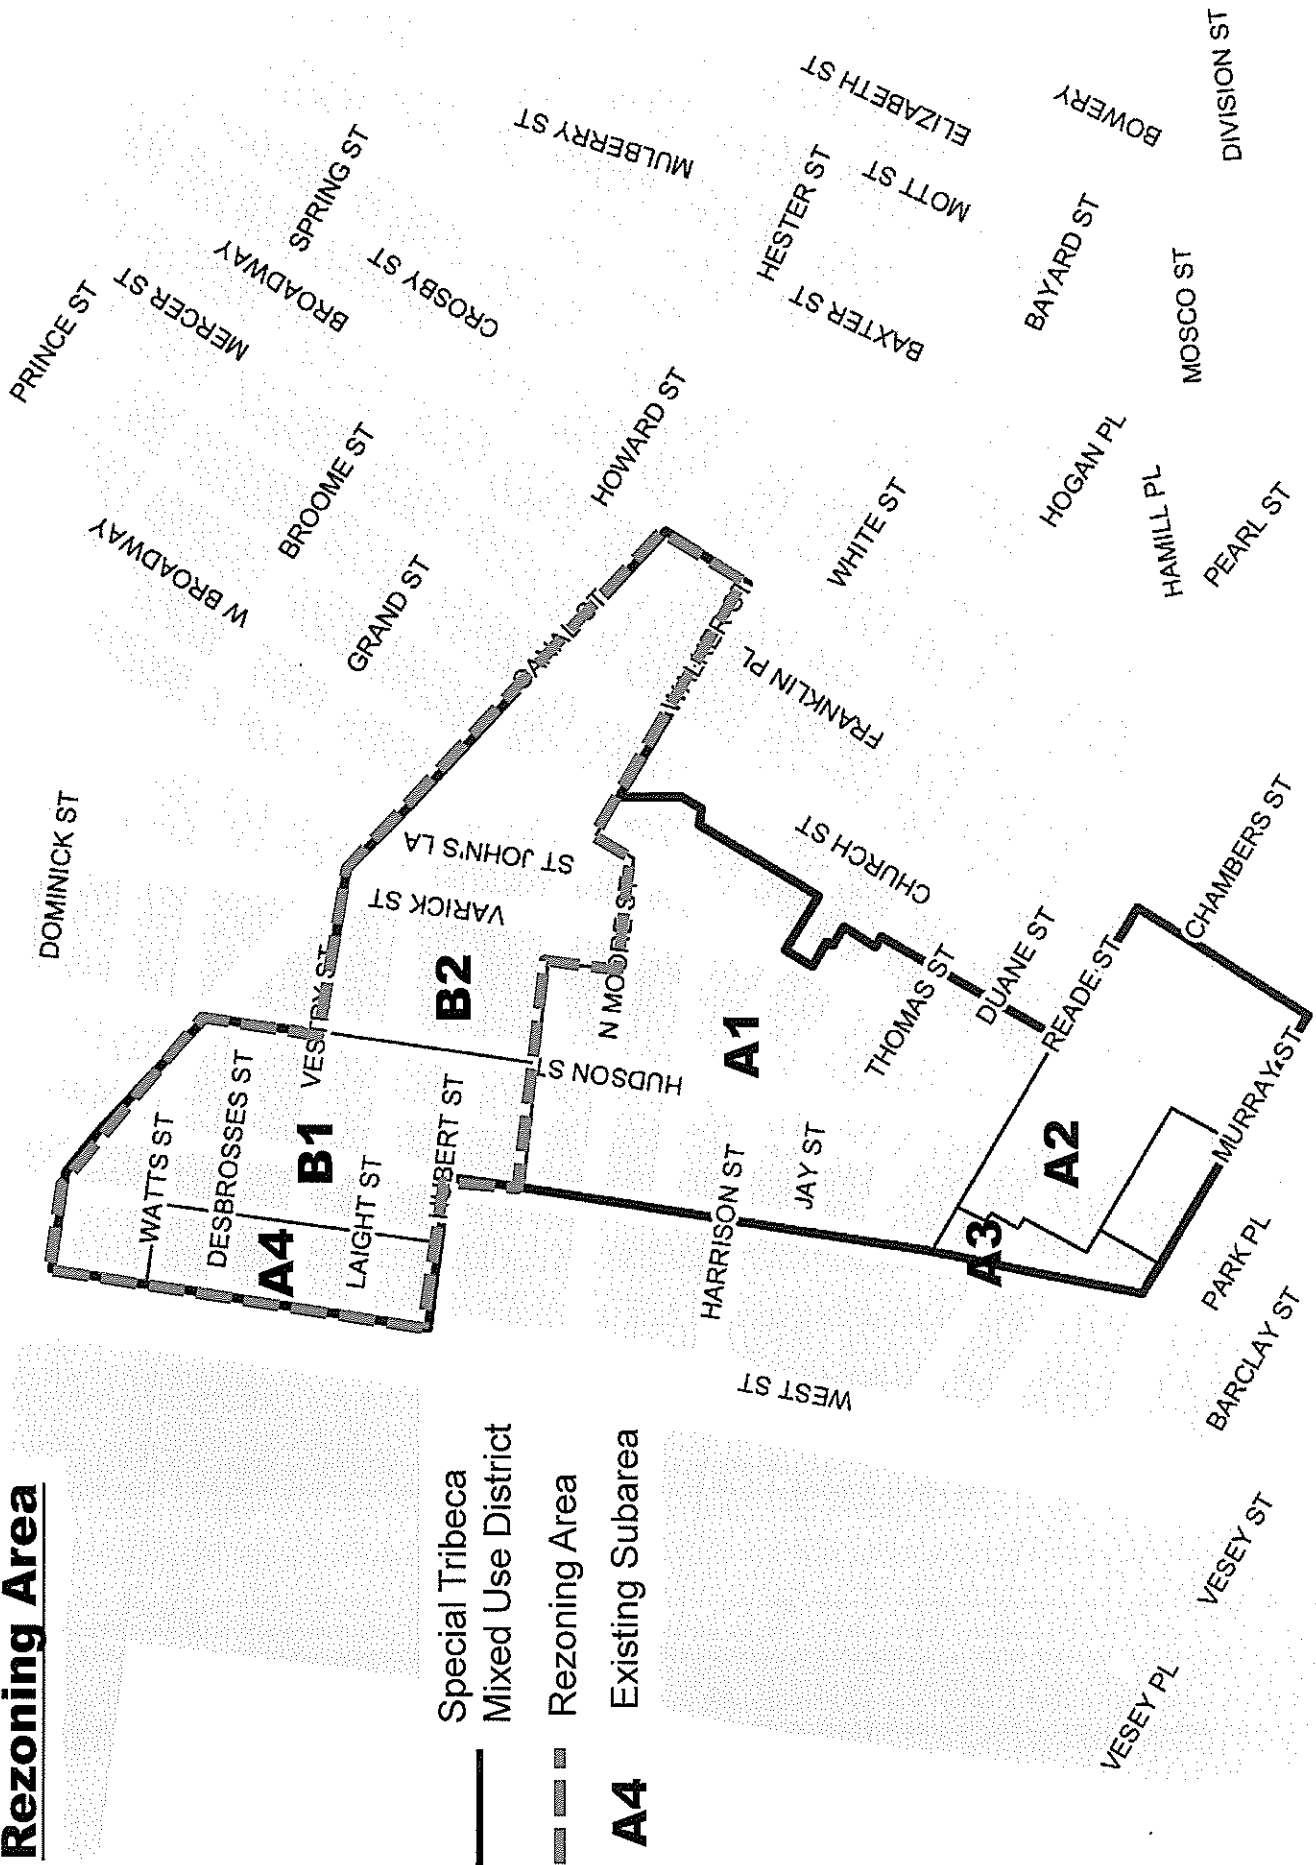 Rezoning Area
Special Tribeca
Mixed Use District
Rezoning Area
A4 Existing Subarea
PRINCE ST
MERCER ST
BROADWAY
SPRING ST
CROSBY ST
MULBERRY ST
ELIZABETH ST
BOWERY
DIVISION ST
HESTER ST
MOTT ST
BAXTER ST
BAYARD ST
MOSCO ST
W BROADWAY
BROOME ST
GRAND ST
HOWARD ST
WHITE ST
HOGAN PL
HAMILL PL
PEARL ST
DOMINICK ST
CANAL ST
WALKER ST
FRANKLIN PL
ST JOHN'S LA
VARICK ST
CHURCH ST
CHAMBERS ST
VESTRY ST
B2
N MOORE ST
A1
THOMAS ST
DUANE ST
READE ST
WATTS ST
DESBROSSES ST
B1
LAIGHT ST
HUBERT ST
HUDSON ST
A4
HARRISON ST
JAY ST
A2
A3
MURRAY ST
PARK PL
BARCLAY ST
WEST ST
VESEY ST
VESEY PL